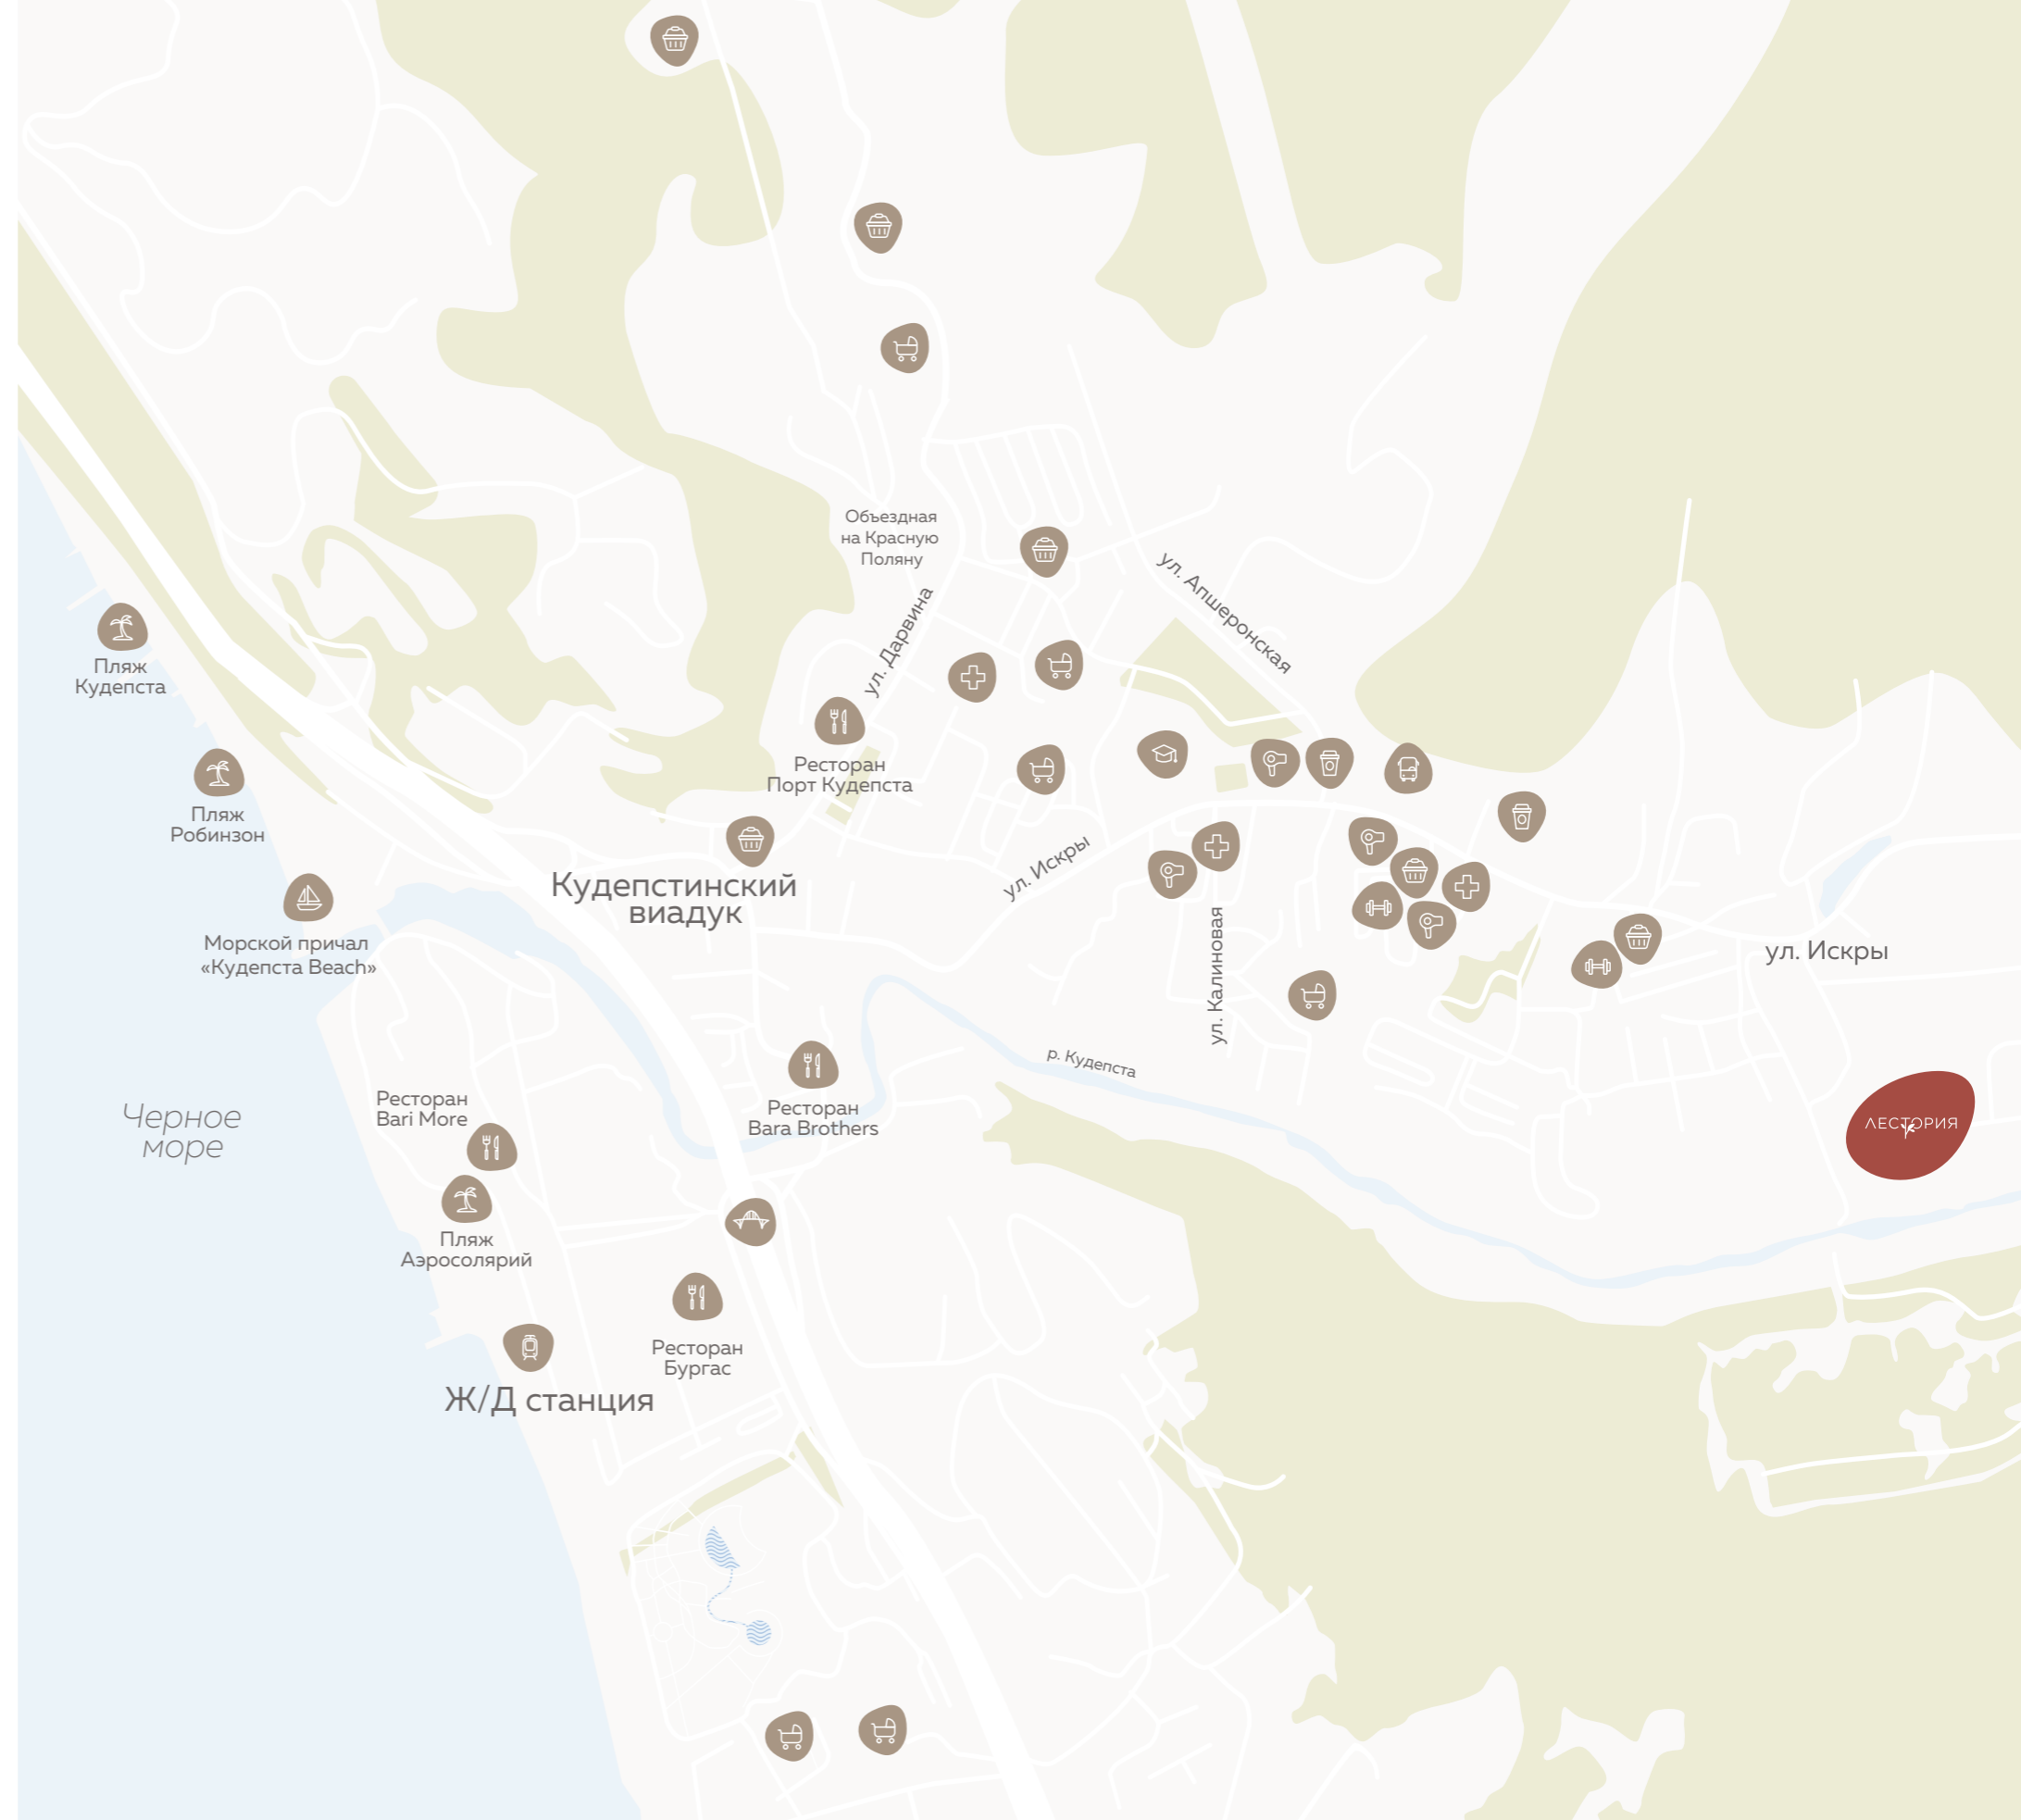 Объездная
на Красную
Поляну
ул. Апшеронская
ул. Дарвина
Пляж
Кудепста
Ресторан
Порт Кудепста
Пляж
Робинзон
ул. Искры
Кудепстинский
виадук
ул. Калиновая
Морской причал
«Кудепста Beach»
ул. Искры
р. Кудепста
Черное
море
Ресторан
Bari More
Ресторан
Bara Brothers
ЛЕСТОРИЯ
Пляж
Аэросолярий
Ресторан
Бургас
Ж/Д станция